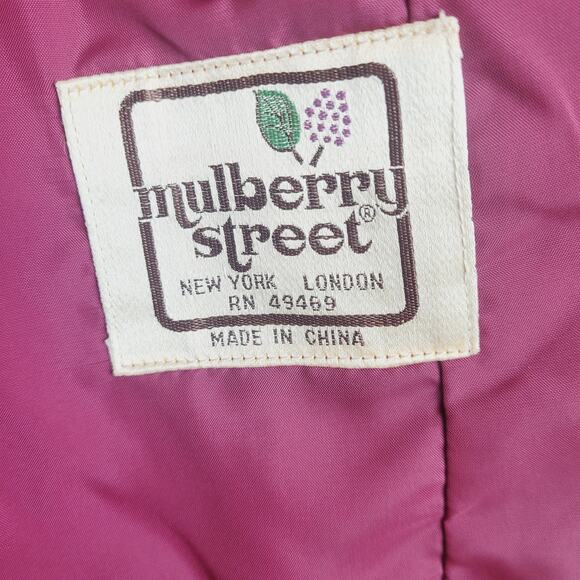 mulberry
street®
NEW YORK LONDON
RN 49469
MADE IN CHINA